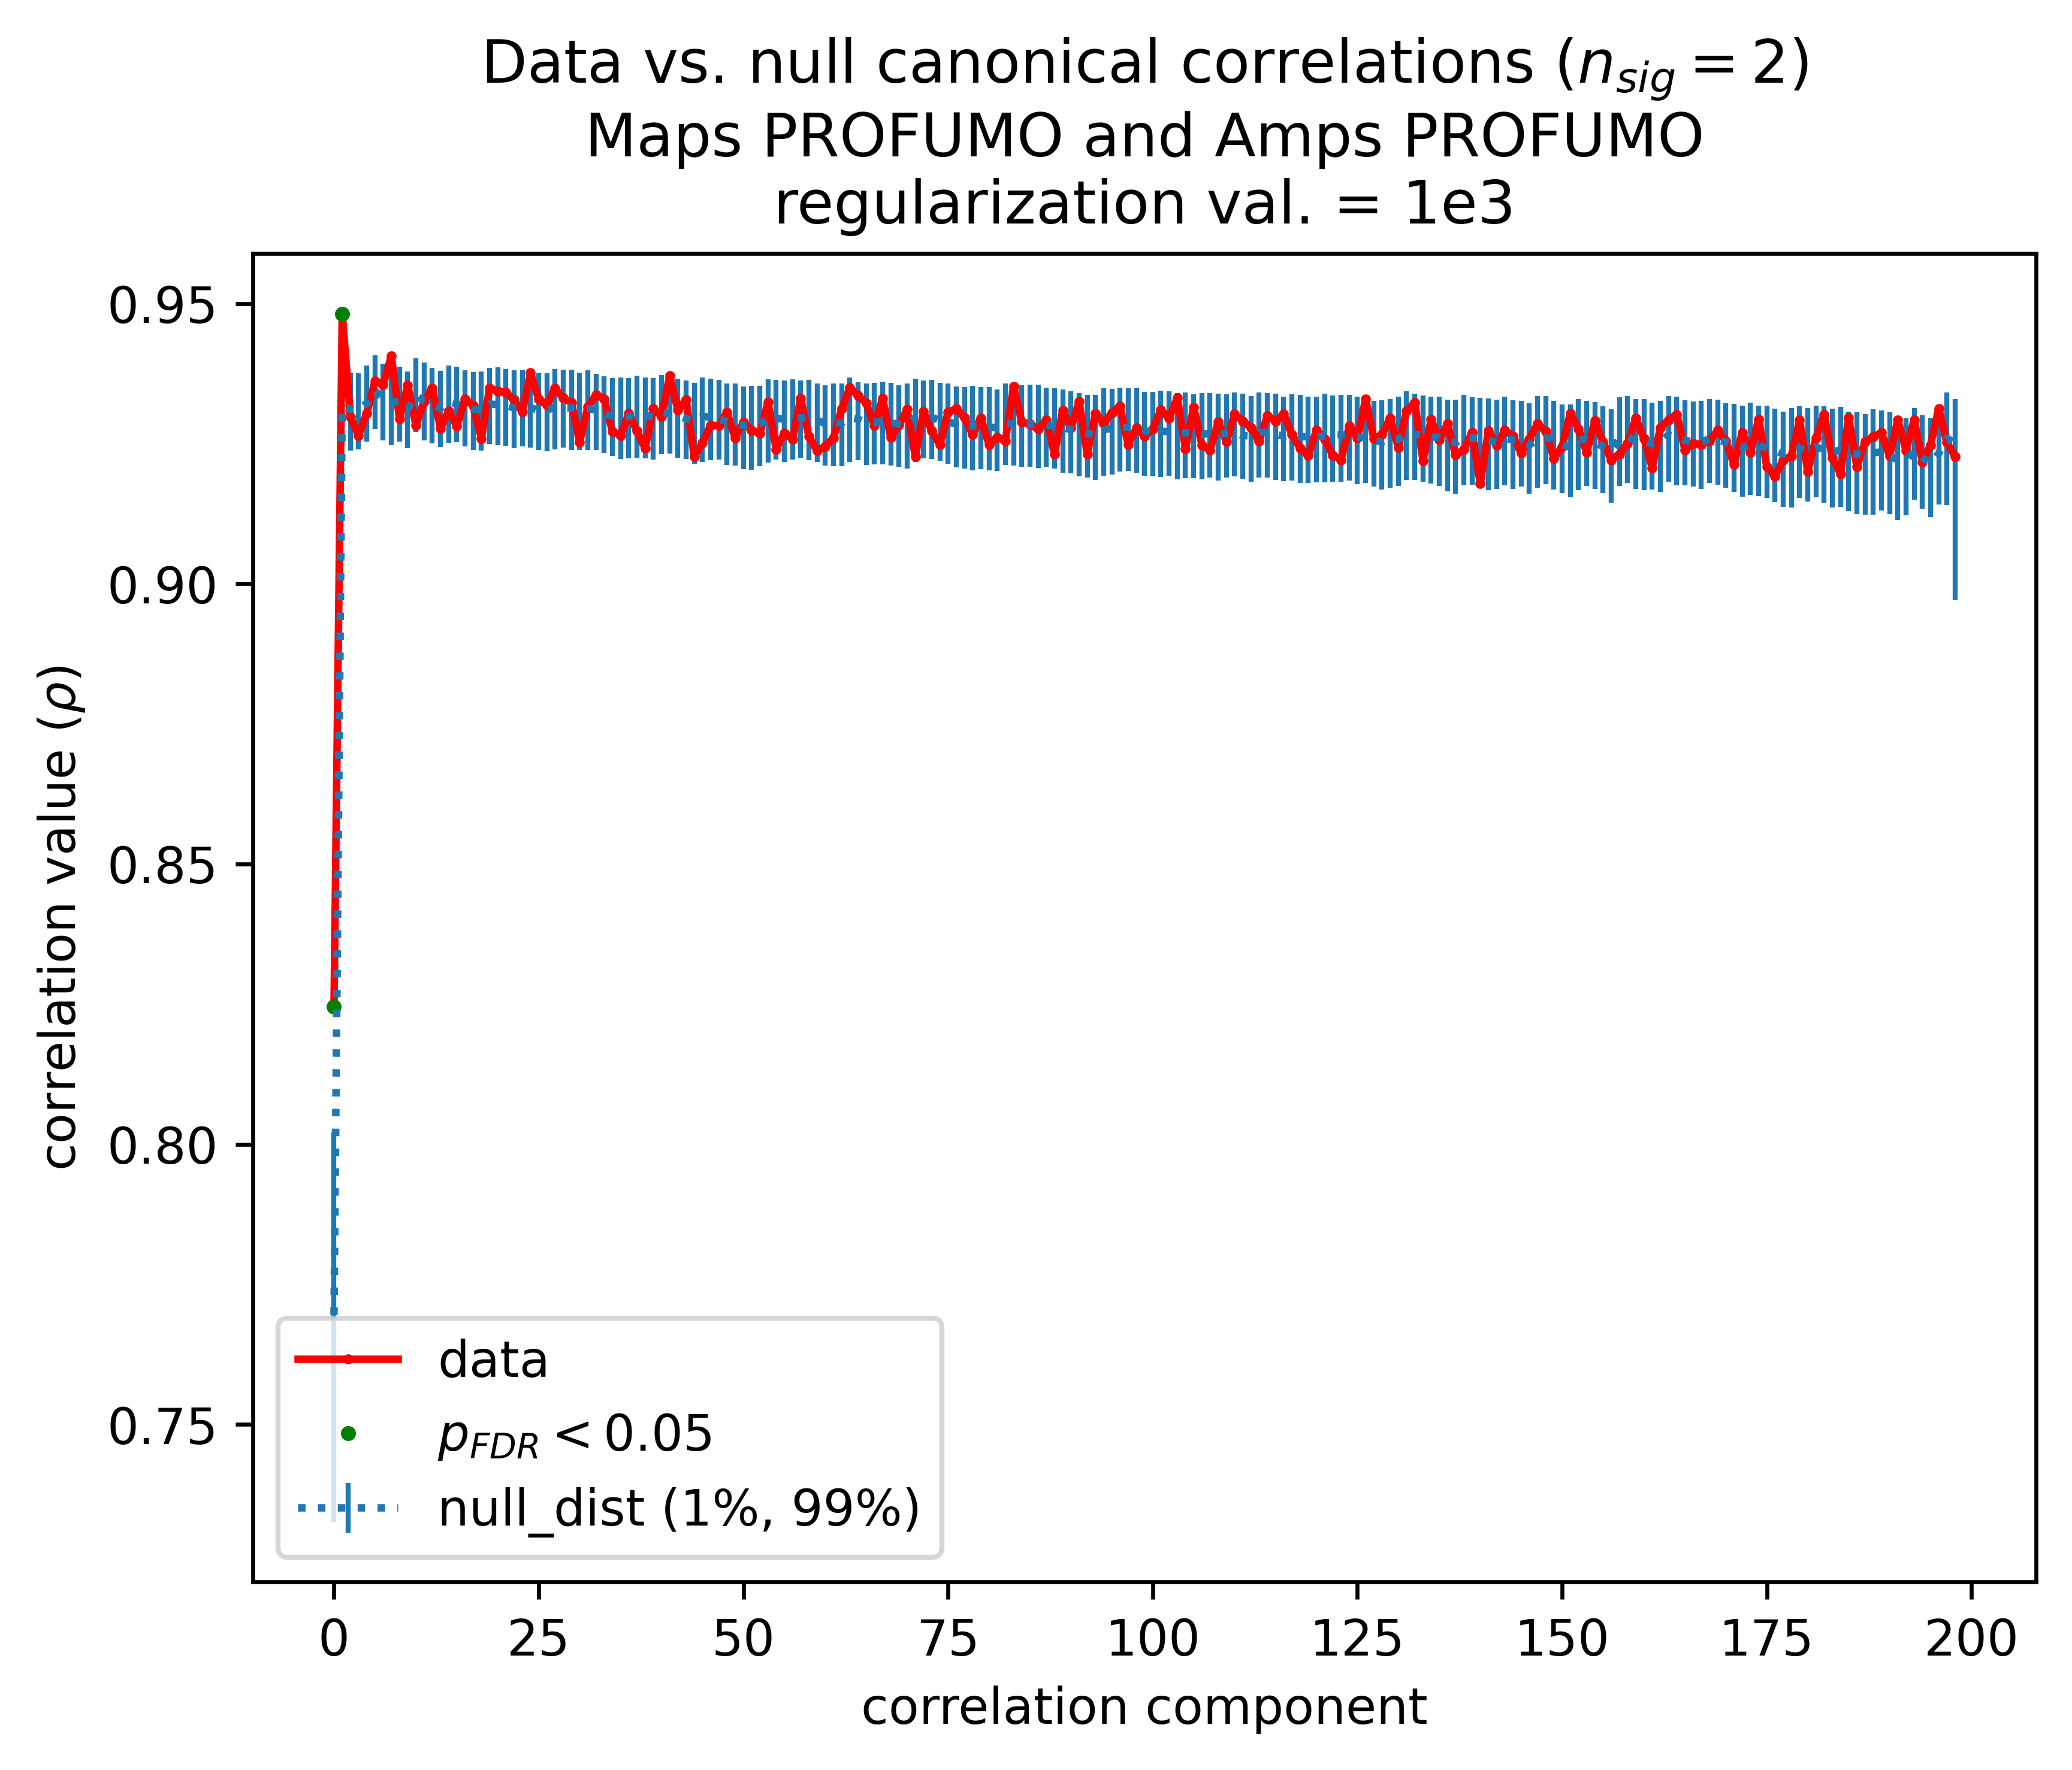 Data vs. null canonical correlations (n_sig = 2)
Maps PROFUMO and Amps PROFUMO
regularization val. = 1e3
0.95
0.90
0.85
0.80
0.75
correlation value (ρ)
data
p_FDR < 0.05
null_dist (1%, 99%)
0 25 50 75 100 125 150 175 200
correlation component